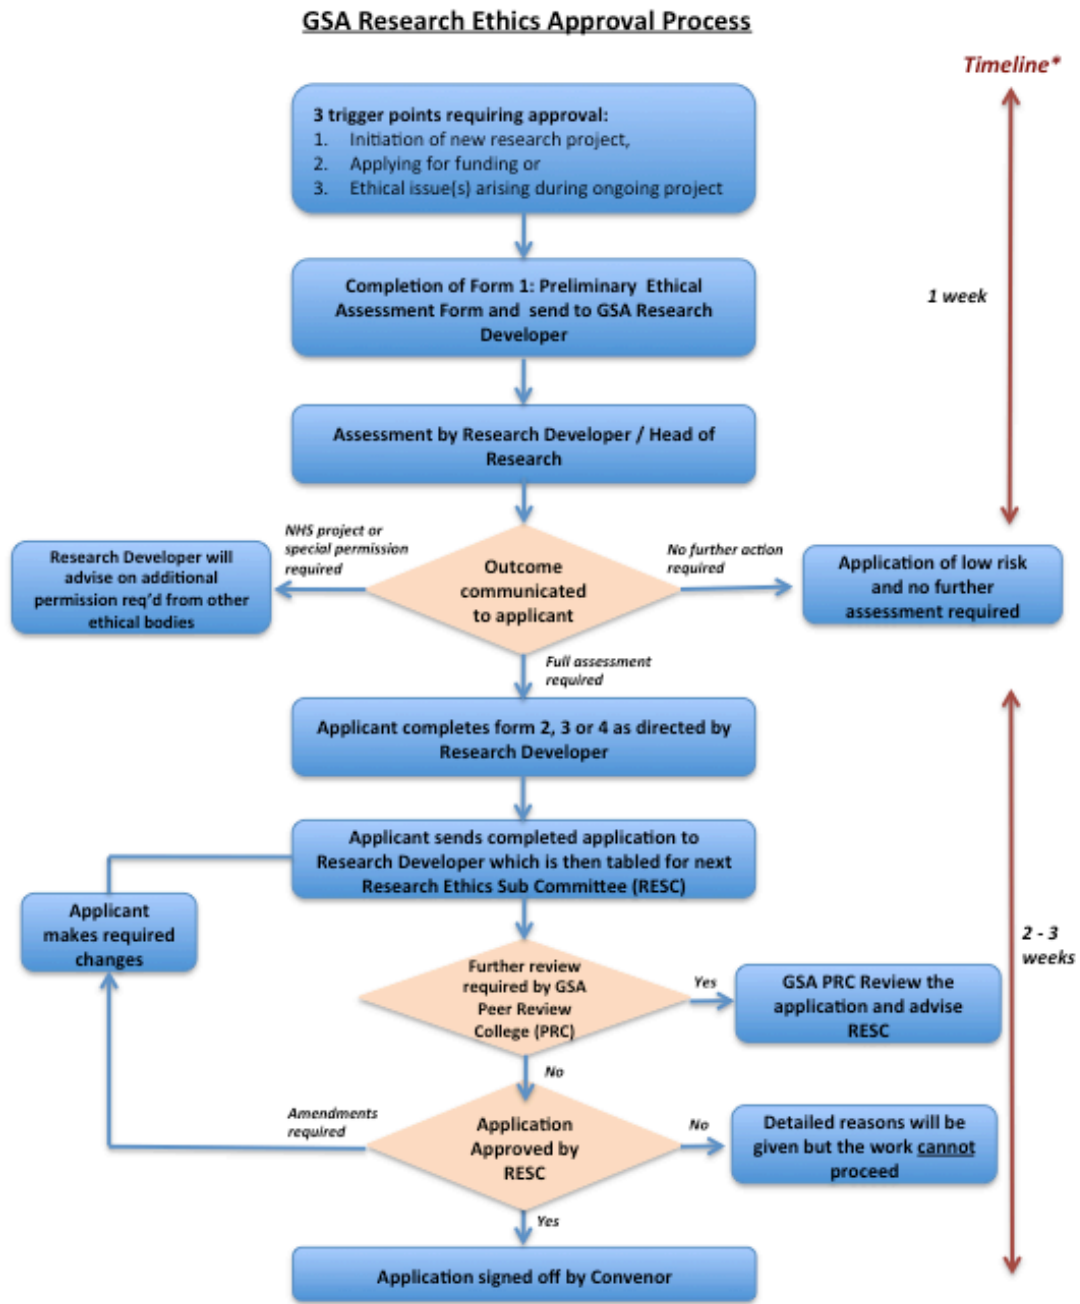 GSA Research Ethics Approval Process
Timeline*
3 trigger points requiring approval:
1. Initiation of new research project,
2. Applying for funding or
3. Ethical issue(s) arising during ongoing project
1 week
Completion of Form 1: Preliminary Ethical
Assessment Form and send to GSA Research
Developer
Assessment by Research Developer / Head of
Research
NHS project or
special permission
required
No further action
required
Research Developer will
advise on additional
permission req'd from other
ethical bodies
Outcome
communicated
to applicant
Application of low risk
and no further
assessment required
Full assessment
required
Applicant completes form 2, 3 or 4 as directed by
Research Developer
Applicant sends completed application to
Research Developer which is then tabled for next
Research Ethics Sub Committee (RESC)
Applicant
makes required
changes
2 - 3
weeks
Further review
required by GSA
Peer Review
College (PRC)
Yes
GSA PRC Review the
application and advise
RESC
No
Amendments
required
Application
Approved by
RESC
No
Detailed reasons will be
given but the work cannot
proceed
Yes
Application signed off by Convenor